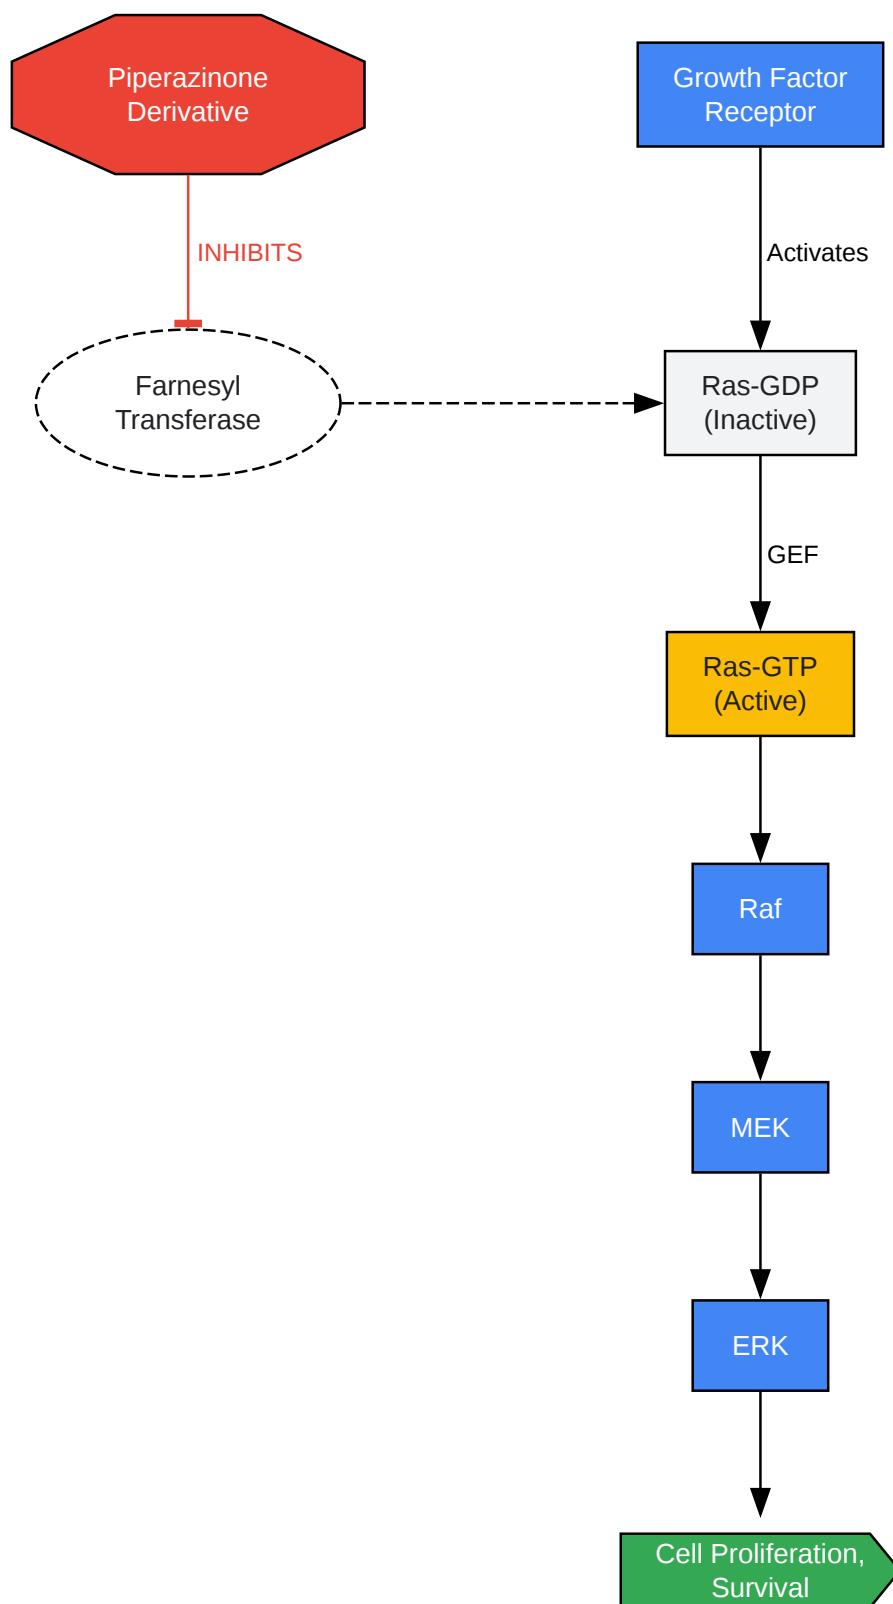 Piperazinone
Derivative
Growth Factor
Receptor
INHIBITS
Activates
Farnesyl
Transferase
Ras-GDP
(Inactive)
GEF
Ras-GTP
(Active)
Raf
MEK
ERK
Cell Proliferation,
Survival